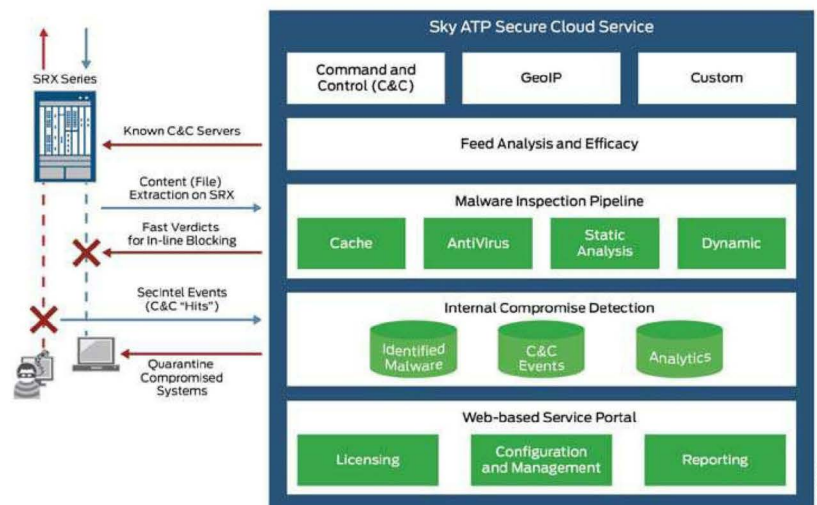 Sky ATP Secure Cloud Service
Command and
Control (C&C)
GeoIP
Custom
Feed Analysis and Efficacy
Malware Inspection Pipeline
Cache
AntiVirus
Static
Analysis
Dynamic
Internal Compromise Detection
Identified
Malware
C&C
Events
Analytics
Web-based Service Portal
Licensing
Configuration
and Management
Reporting
SRX Series
Known C&C Servers
Content (File)
Extraction on SRX
Fast Verdicts
for In-line Blocking
Secintel Events
(C&C "Hits")
Quarantine
Compromised
Systems